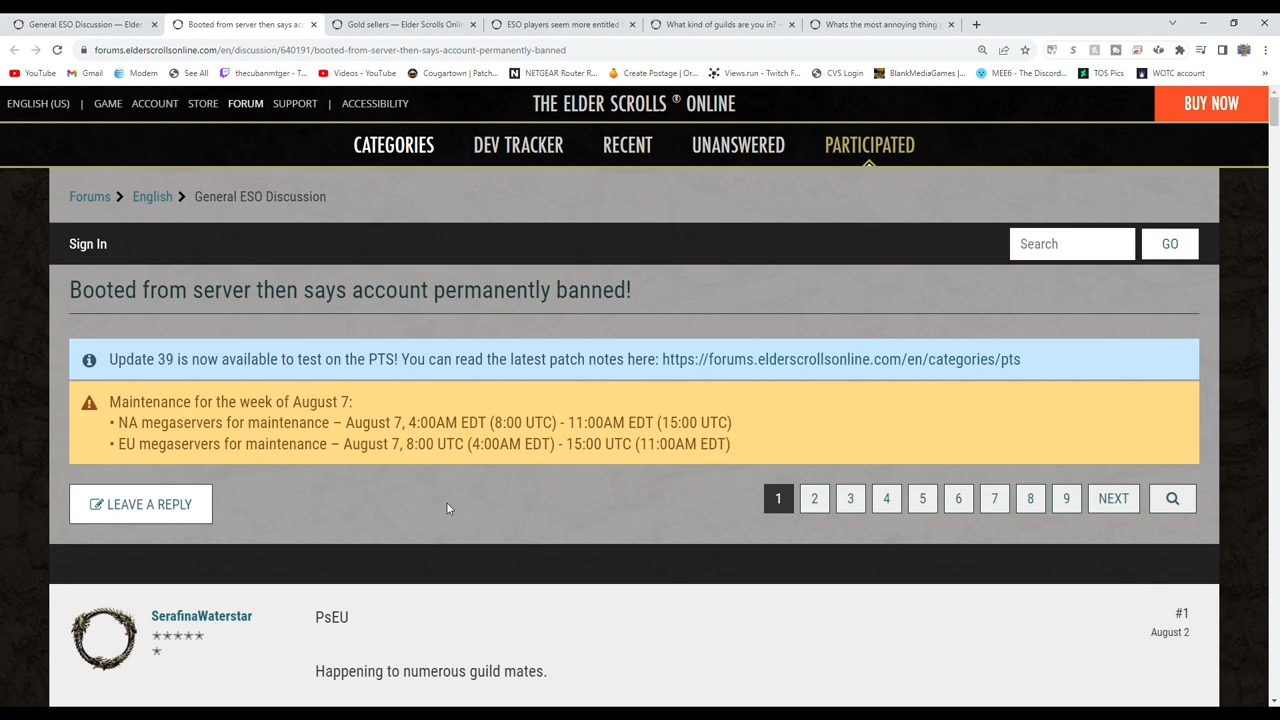 General ESO Discussion — Elder
Booted from server then says ac
Gold sellers — Elder Scrolls Onlin
ESO players seem more entitled
What kind of guilds are you in? –
Whats the most annoying thing
forums.elderscrollsonline.com/en/discussion/640191/booted-from-server-then-says-account-permanently-banned
YouTube
Gmail
Modem
See All
thecubanmtger - T...
Videos - YouTube
Cougartown | Patch...
NETGEAR Router R...
Create Postage | Or...
Views.run - Twitch F...
CVS Login
BlankMediaGames |...
MEE6 - The Discord...
TOS Pics
WOTC account
»
ENGLISH (US) | GAME ACCOUNT STORE FORUM SUPPORT | ACCESSIBILITY
THE ELDER SCROLLS ® ONLINE
BUY NOW
CATEGORIES DEV TRACKER RECENT UNANSWERED PARTICIPATED
Forums > English > General ESO Discussion
Sign In
Search
GO
Booted from server then says account permanently banned!
Update 39 is now available to test on the PTS! You can read the latest patch notes here: https://forums.elderscrollsonline.com/en/categories/pts
Maintenance for the week of August 7:
• NA megaservers for maintenance – August 7, 4:00AM EDT (8:00 UTC) - 11:00AM EDT (15:00 UTC)
• EU megaservers for maintenance – August 7, 8:00 UTC (4:00AM EDT) - 15:00 UTC (11:00AM EDT)
LEAVE A REPLY
1 2 3 4 5 6 7 8 9 NEXT
SerafinaWaterstar
PsEU
#1
August 2
Happening to numerous guild mates.